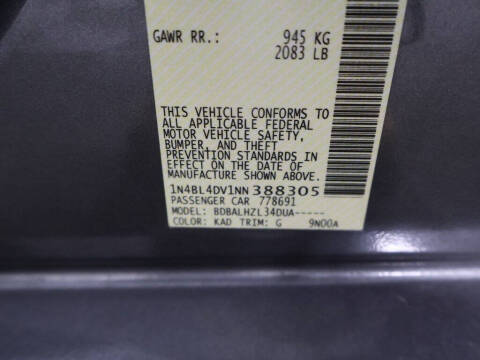 GAWR RR.: 945 KG
2083 LB
THIS VEHICLE CONFORMS TO
ALL APPLICABLE FEDERAL
MOTOR VEHICLE SAFETY,
BUMPER, AND THEFT
PREVENTION STANDARDS IN
EFFECT ON THE DATE OF
MANUFACTURE SHOWN ABOVE.
1N4BL4DV1NN388305
PASSENGER CAR 778691
MODEL: BDBALHZL34DUA-----
COLOR: KAD TRIM: G 9N00A